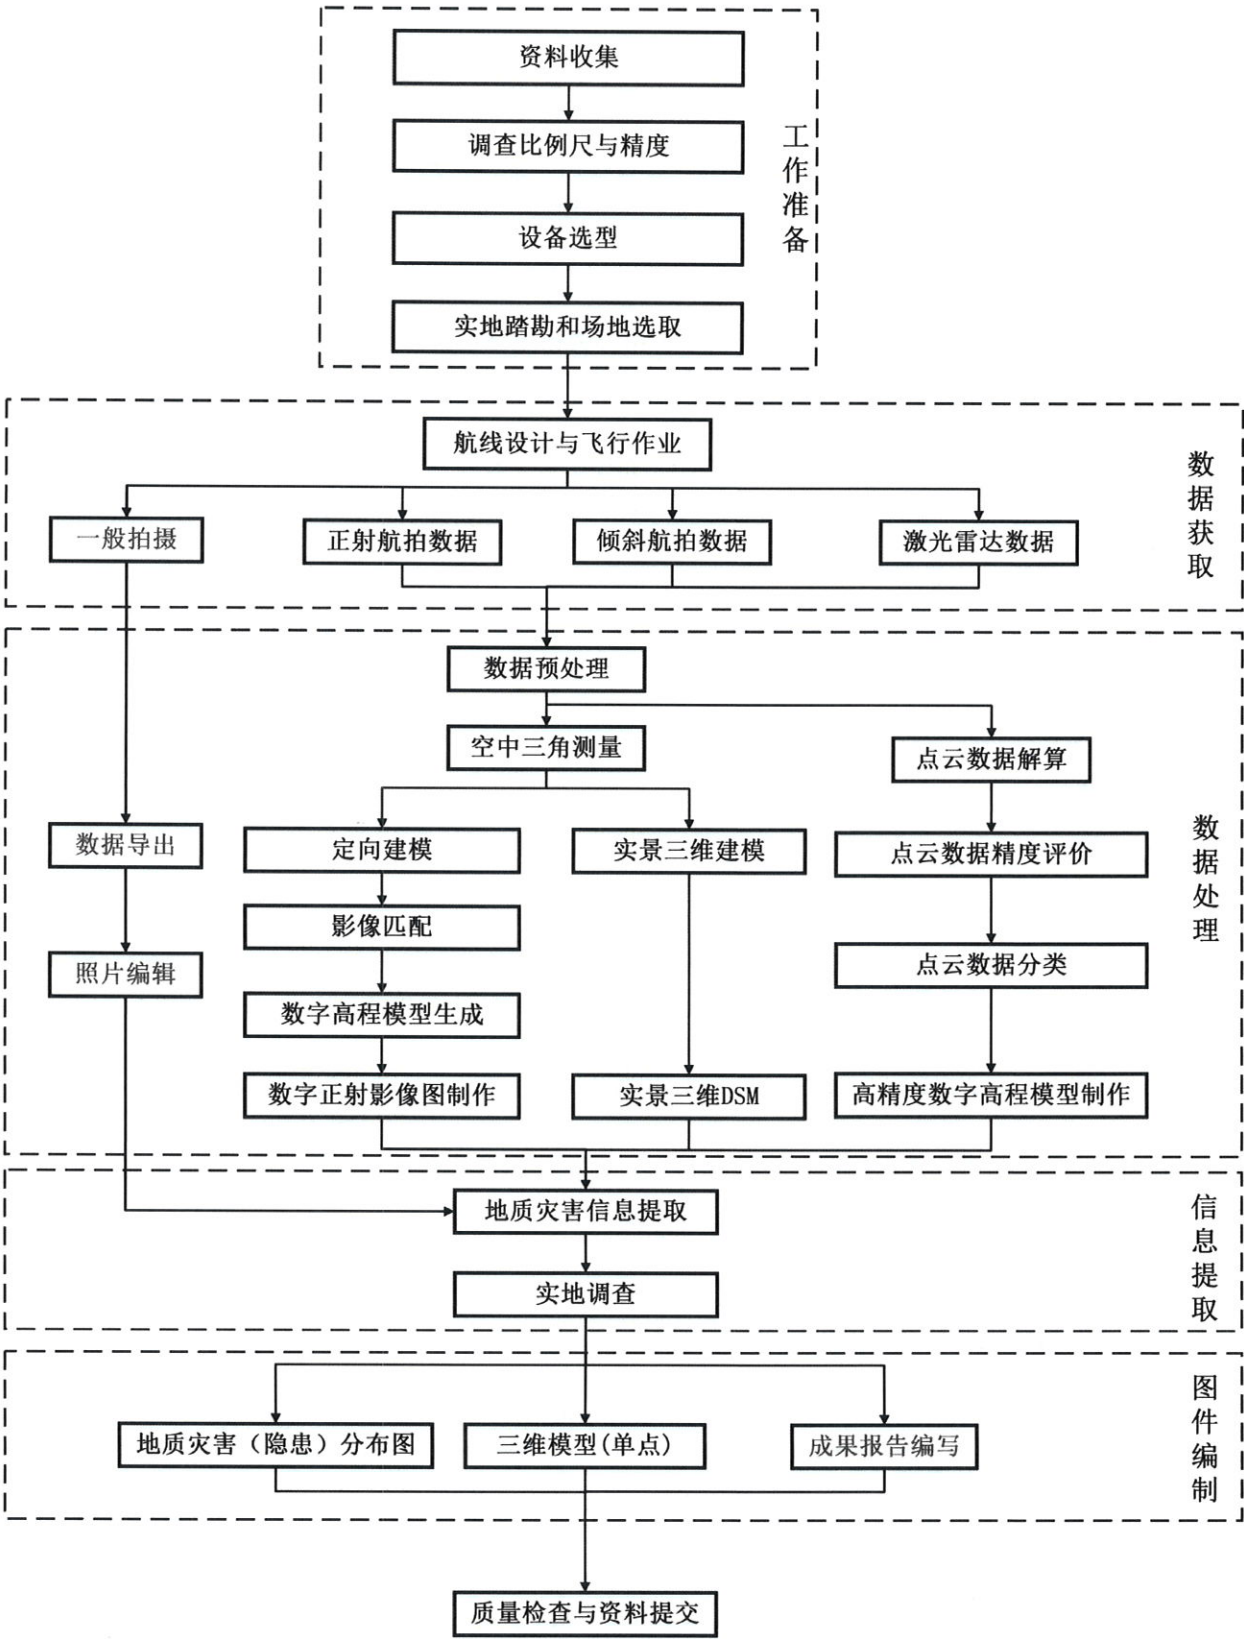 资料收集
调查比例尺与精度
设备选型
实地踏勘和场地选取
工作准备
航线设计与飞行作业
一般拍摄
正射航拍数据
倾斜航拍数据
激光雷达数据
数据获取
数据预处理
空中三角测量
点云数据解算
数据导出
定向建模
实景三维建模
点云数据精度评价
影像匹配
照片编辑
点云数据分类
数字高程模型生成
数字正射影像图制作
实景三维DSM
高精度数字高程模型制作
数据处理
地质灾害信息提取
实地调查
信息提取
地质灾害（隐患）分布图
三维模型(单点)
成果报告编写
图件编制
质量检查与资料提交